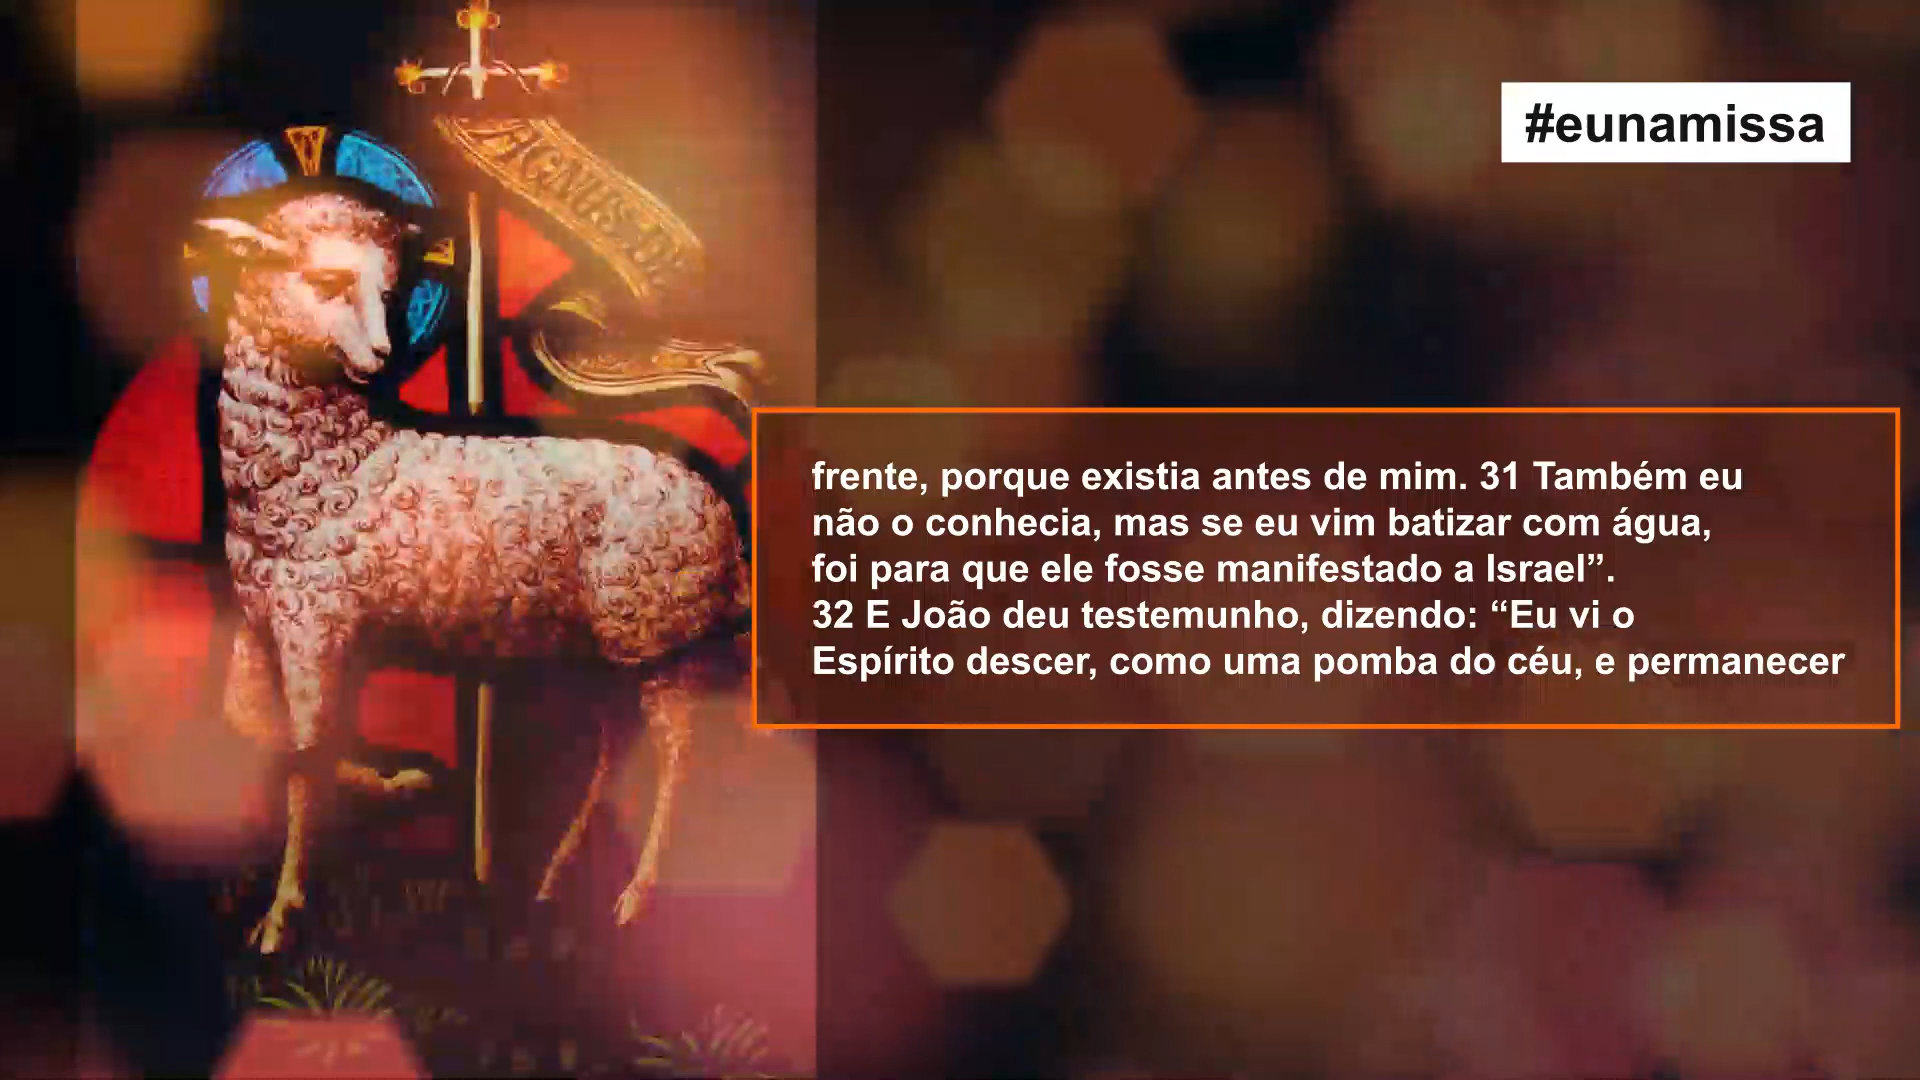 AGNUS DEI
#eunamissa
frente, porque existia antes de mim. 31 Também eu
não o conhecia, mas se eu vim batizar com água,
foi para que ele fosse manifestado a Israel”.
32 E João deu testemunho, dizendo: “Eu vi o
Espírito descer, como uma pomba do céu, e permanecer